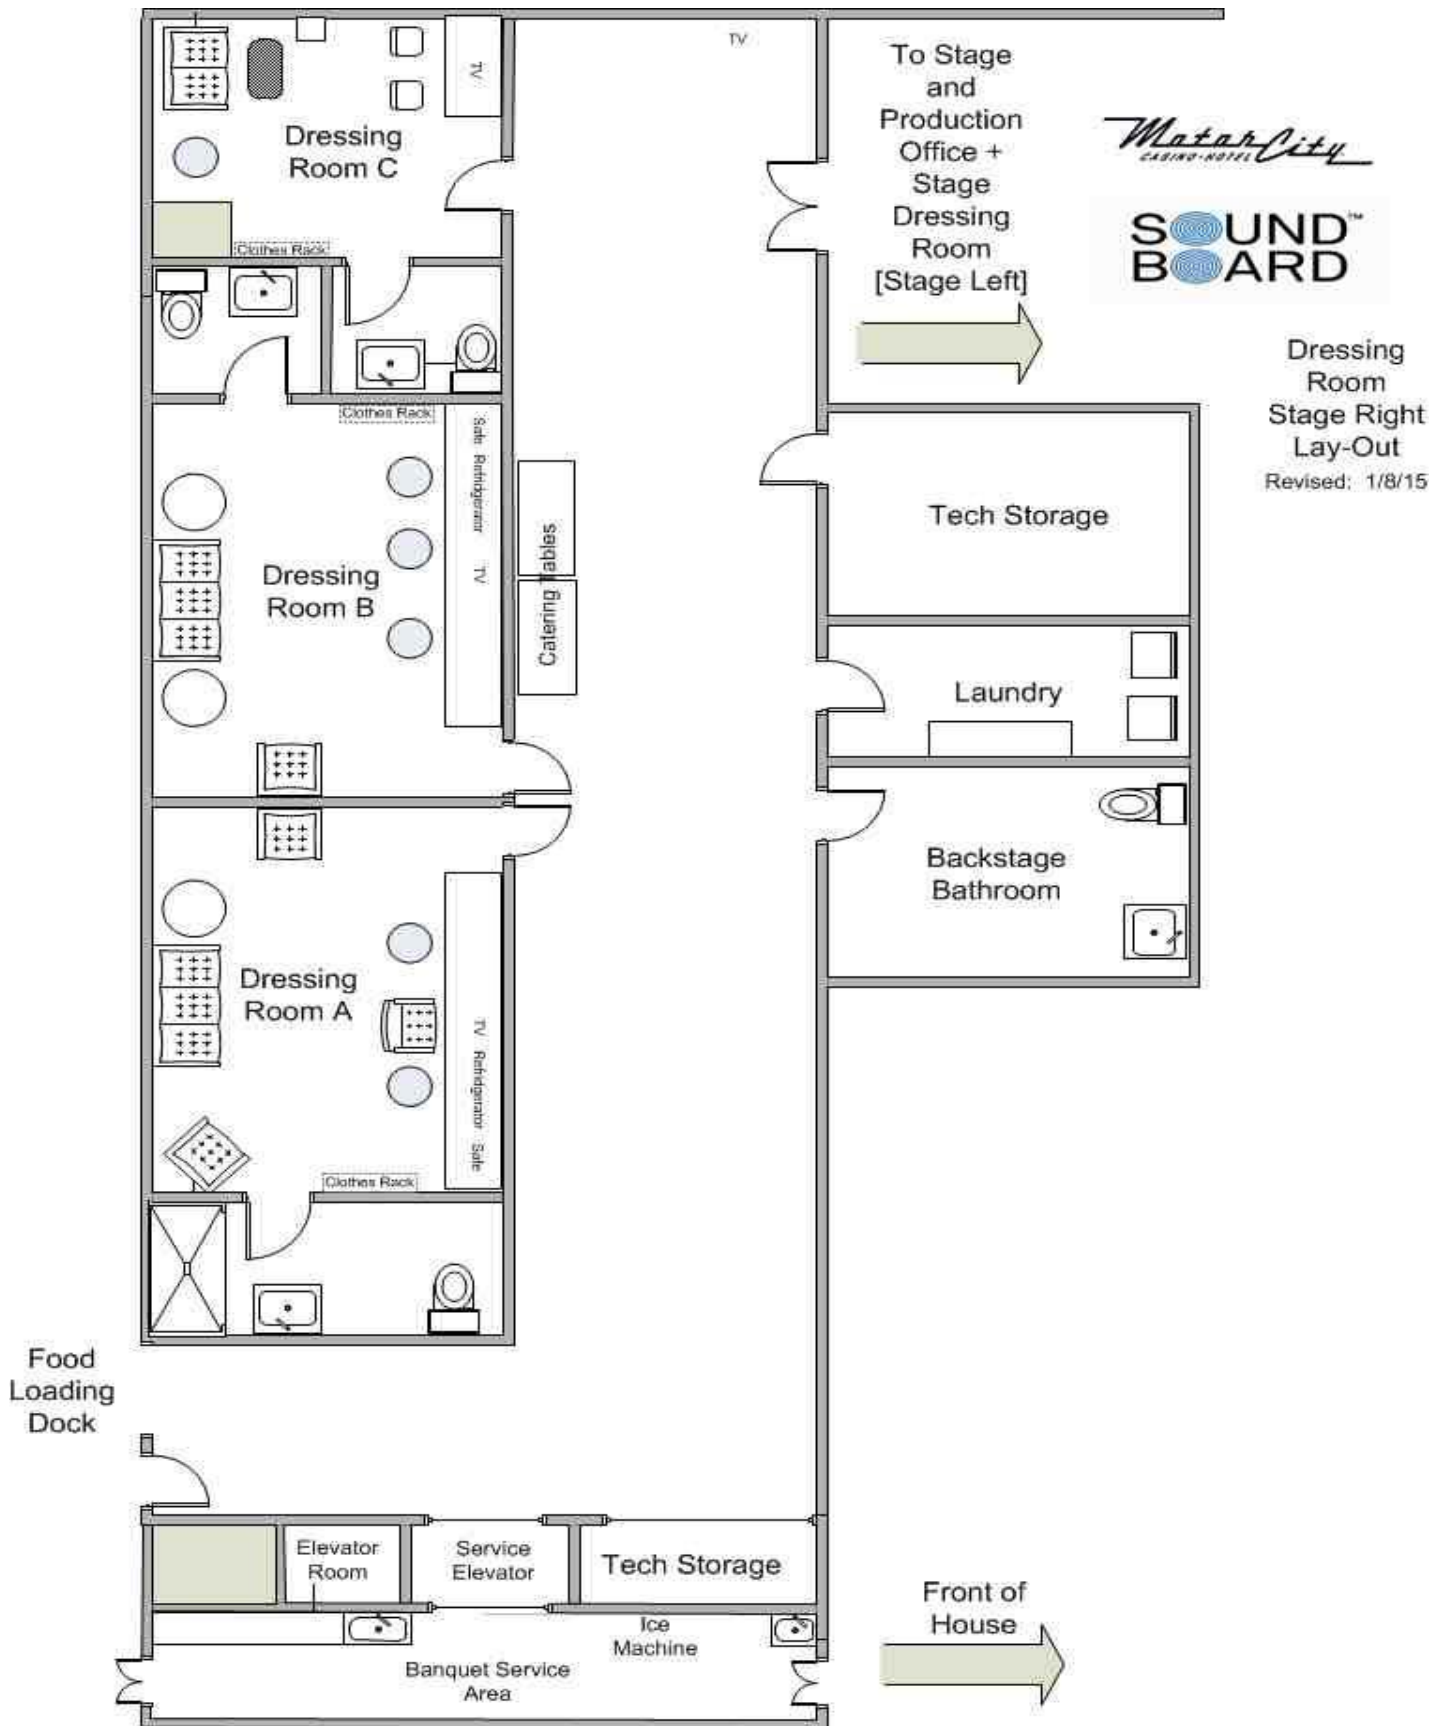 TV
To Stage
and
Production
Office +
Stage
Dressing
Room
[Stage Left]
MotorCity
CASINO-HOTEL
SOUND™
BOARD
Dressing
Room
Stage Right
Lay-Out
Revised: 1/8/15
TV
Dressing
Room C
Clothes Rack
Clothes Rack
Safe Refridgerator TV
Dressing
Room B
Catering Tables
Tech Storage
Laundry
Backstage
Bathroom
Dressing
Room A
TV Refridgerator Safe
Clothes Rack
Food
Loading
Dock
Elevator
Room
Service
Elevator
Tech Storage
Ice
Machine
Banquet Service
Area
Front of
House